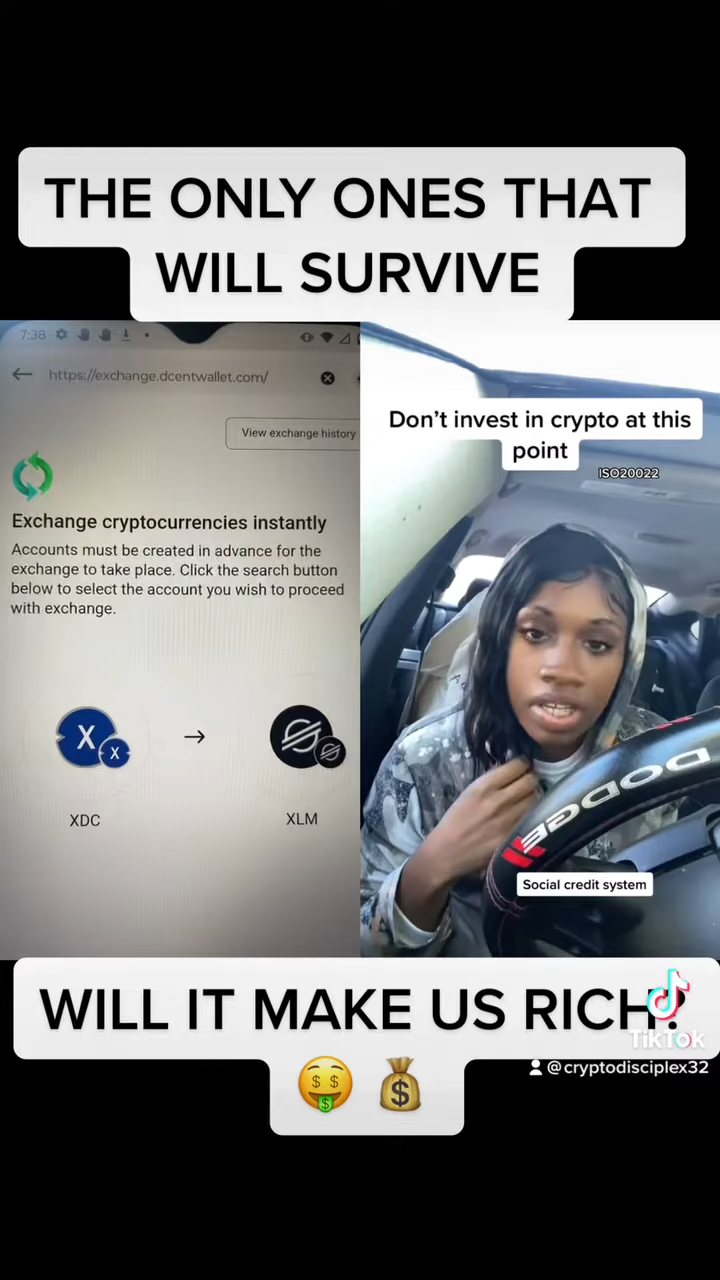 THE ONLY ONES THAT
WILL SURVIVE
7:38
https://exchange.dcentwallet.com/
View exchange history
Exchange cryptocurrencies instantly
Accounts must be created in advance for the
exchange to take place. Click the search button
below to select the account you wish to proceed
with exchange.
X
X
XDC
XLM
Don’t invest in crypto at this
point
ISO20022
DODGE
Social credit system
WILL IT MAKE US RICH?
TikTok
@cryptodisciplex32